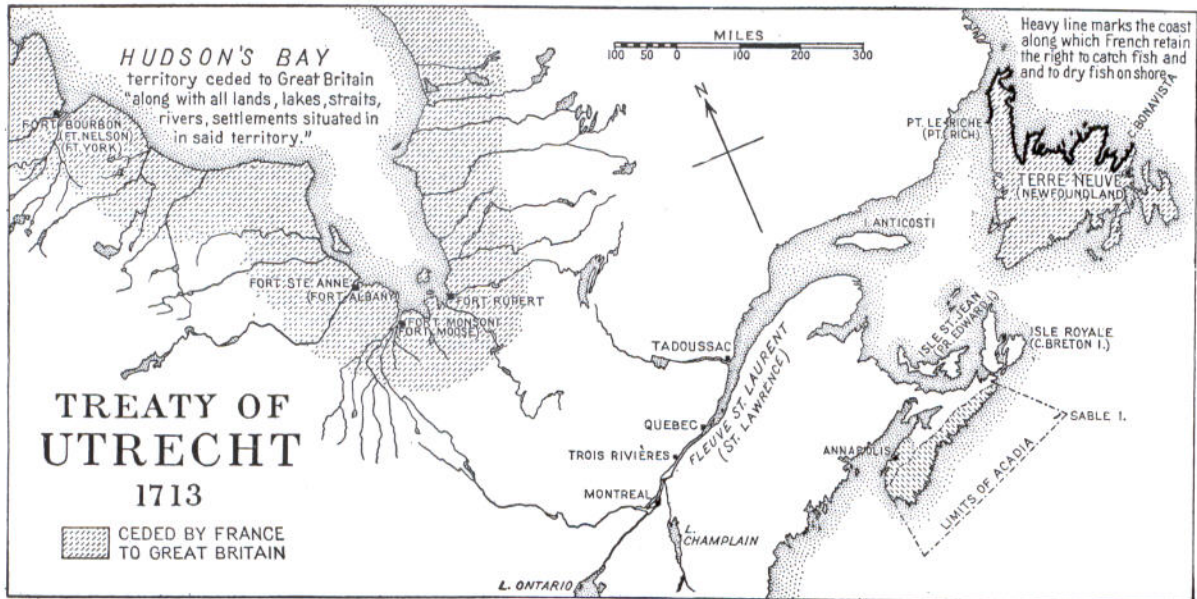 HUDSON'S BAY
territory ceded to Great Britain
"along with all lands, lakes, straits,
rivers, settlements situated in
in said territory."
MILES
100 50 0 100 200 300
Heavy line marks the coast
along which French retain
the right to catch fish and
and to dry fish on shore.
N
C. BONAVISTA
PT. LE RICHE
(PT. RICH)
TERRE NEUVE
(NEWFOUNDLAND)
FORT BOURBON
(FT. NELSON)
(FT. YORK)
I. ANTICOSTI
FORT STE. ANNE
(FORT ALBANY)
FORT RUPERT
FORT MONSONI
(FORT MOOSE)
ISLE ST. JEAN
(PR. EDWARD I.)
ISLE ROYALE
(C. BRETON I.)
TADOUSSAC
FLEUVE ST. LAURENT
(ST. LAWRENCE)
SABLE I.
QUEBEC
ANNAPOLIS
TROIS RIVIÈRES
LIMITS OF ACADIA
MONTREAL
L.
CHAMPLAIN
L. ONTARIO
TREATY OF
UTRECHT
1713
CEDED BY FRANCE
TO GREAT BRITAIN